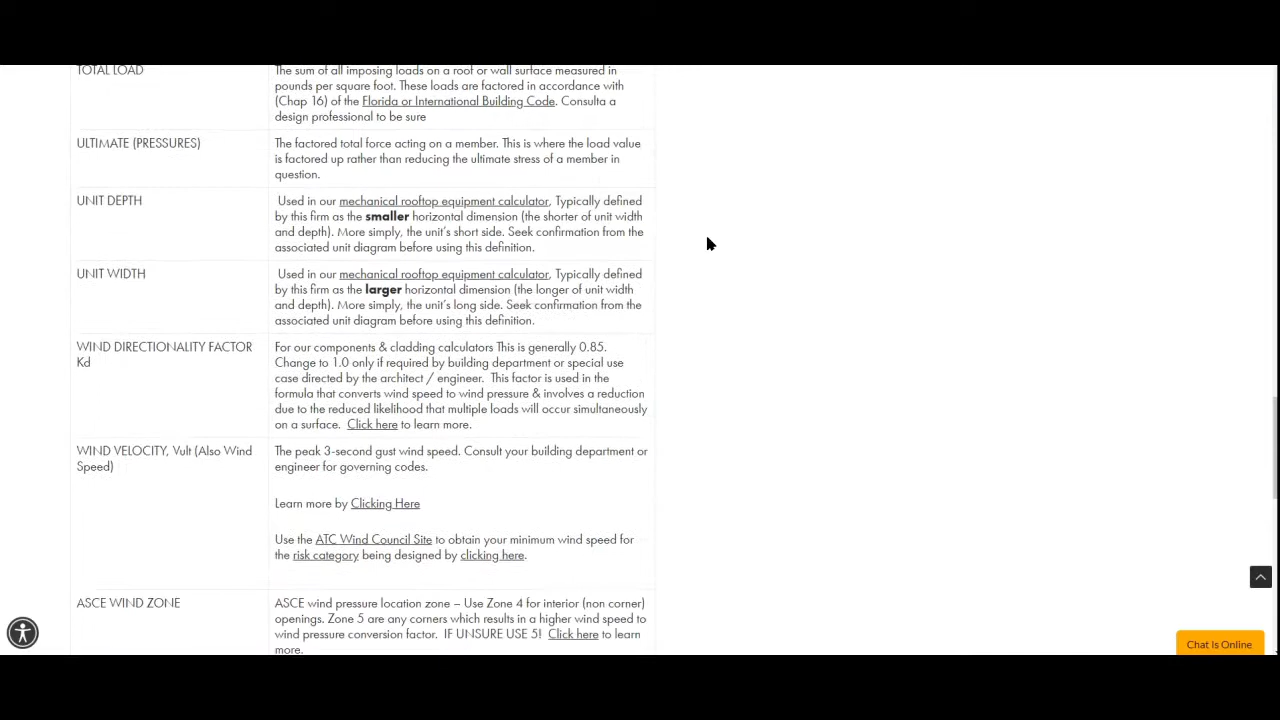 TOTAL LOAD
The sum of all imposing loads on a roof or wall surface measured in
pounds per square foot. These loads are factored in accordance with
(Chap 16) of the Florida or International Building Code. Consult a
design professional to be sure
ULTIMATE (PRESSURES)
The factored total force acting on a member. This is where the load value
is factored up rather than reducing the ultimate stress of a member in
question.
UNIT DEPTH
Used in our mechanical rooftop equipment calculator, Typically defined
by this firm as the smaller horizontal dimension (the shorter of unit width
and depth). More simply, the unit's short side. Seek confirmation from the
associated unit diagram before using this definition.
UNIT WIDTH
Used in our mechanical rooftop equipment calculator, Typically defined
by this firm as the larger horizontal dimension (the longer of unit width
and depth). More simply, the unit's long side. Seek confirmation from the
associated unit diagram before using this definition.
WIND DIRECTIONALITY FACTOR
Kd
For our components & cladding calculators This is generally 0.85.
Change to 1.0 only if required by building department or special use
case directed by the architect / engineer. This factor is used in the
formula that converts wind speed to wind pressure & involves a reduction
due to the reduced likelihood that multiple loads will occur simultaneously
on a surface. Click here to learn more.
WIND VELOCITY, Vult (Also Wind
Speed)
The peak 3-second gust wind speed. Consult your building department or
engineer for governing codes.
Learn more by Clicking Here
Use the ATC Wind Council Site to obtain your minimum wind speed for
the risk category being designed by clicking here.
ASCE WIND ZONE
ASCE wind pressure location zone – Use Zone 4 for interior (non corner)
openings. Zone 5 are any corners which results in a higher wind speed to
wind pressure conversion factor. IF UNSURE USE 5! Click here to learn
more.
Chat Is Online